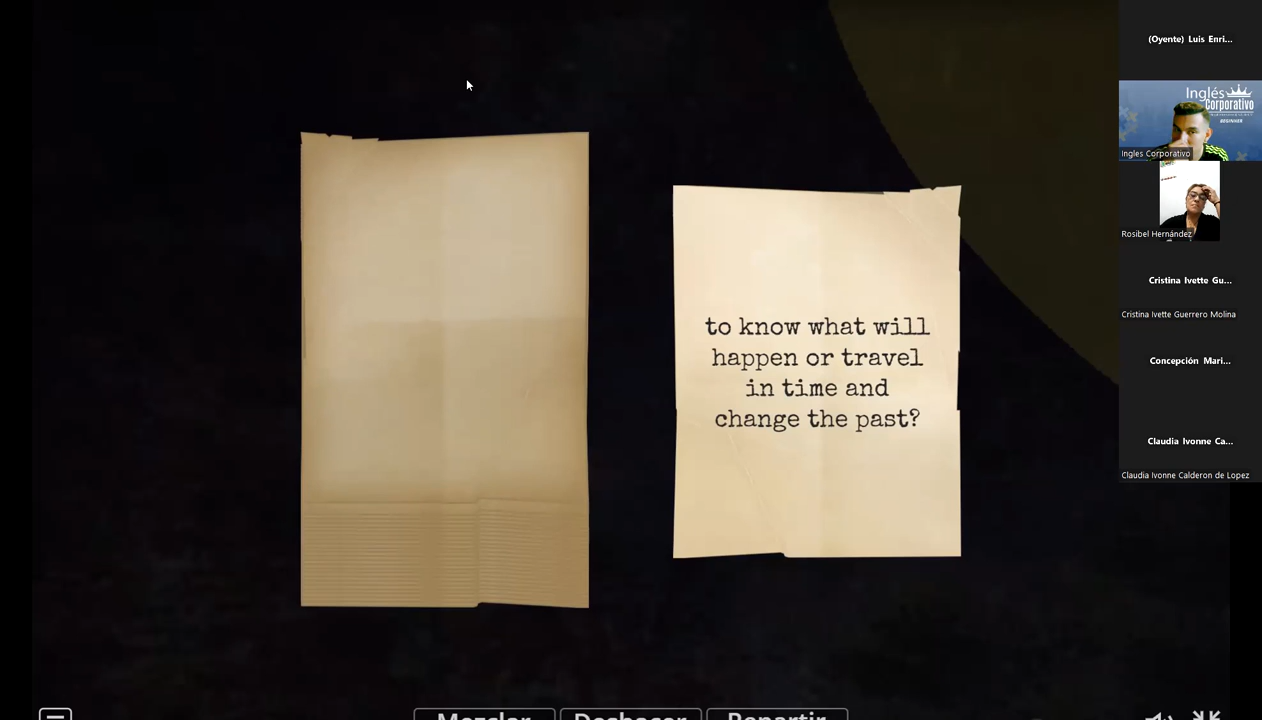 to know what will
happen or travel
in time and
change the past?
Mezclar
Deshacer
Repartir
(Oyente) Luis Enri...
Inglés
Corporativo
BEGINNER
Ingles Corporativo
Rosibel Hernández
Cristina Ivette Gu...
Cristina Ivette Guerrero Molina
Concepción Mari...
Claudia Ivonne Ca...
Claudia Ivonne Calderon de Lopez